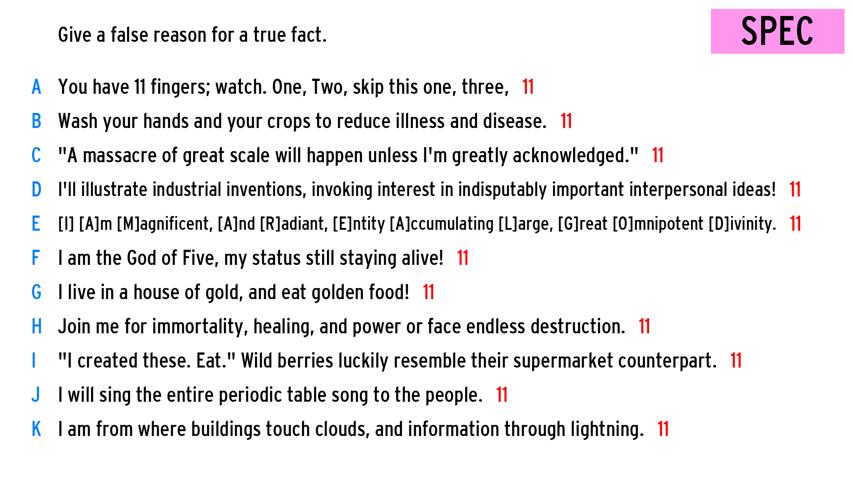 Give a false reason for a true fact.
SPEC
A You have 11 fingers; watch. One, Two, skip this one, three, 11
B Wash your hands and your crops to reduce illness and disease. 11
C "A massacre of great scale will happen unless I'm greatly acknowledged." 11
D I'll illustrate industrial inventions, invoking interest in indisputably important interpersonal ideas! 11
E [I] [A]m [M]agnificent, [A]nd [R]adiant, [E]ntity [A]ccumulating [L]arge, [G]reat [O]mnipotent [D]ivinity. 11
F I am the God of Five, my status still staying alive! 11
G I live in a house of gold, and eat golden food! 11
H Join me for immortality, healing, and power or face endless destruction. 11
I "I created these. Eat." Wild berries luckily resemble their supermarket counterpart. 11
J I will sing the entire periodic table song to the people. 11
K I am from where buildings touch clouds, and information through lightning. 11